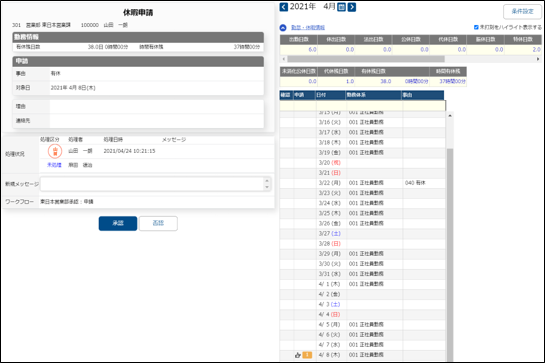 休暇申請
301 営業部 東日本営業課 100000 山田 一郎
勤務情報
有休残日数 38.0日(8時間00分 時間有休残 37時間00分
申請
事由 有休
対象日 2021年 4月 8日(木)
理由
連絡先
処理状況
処理区分 処理者 処理日時 メッセージ
山田 一郎 2021/04/24 10:21:15
未処理
新規メッセージ
ワークフロー 東日本営業部承認:申請
承認 否認
2021年 4月
条件設定
勤怠・休暇情報
未打刻をハイライト表示する
出勤日数 休出日数 法出日数 公休日数 代休日数 振休日数 特休日数
6.0 0.0 0.0 6.0 0.0 0.0 2.0
未消化公休日数 代休残日数 有休残日数 時間有休残
0.0 1.0 38.0 0時間00分 37時間00分
確認 申請 日付 勤務体系 事由
3/15 (月) 001 正社員勤務
3/16 (火) 001 正社員勤務
3/17 (水) 001 正社員勤務
3/18 (木) 001 正社員勤務
3/19 (金) 001 正社員勤務
3/20 (祝)
3/21 (日)
3/22 (月) 001 正社員勤務 040 有休
3/23 (火) 001 正社員勤務
3/24 (水) 001 正社員勤務
3/25 (木) 001 正社員勤務
3/26 (金) 001 正社員勤務
3/27 (土)
3/28 (日)
3/29 (月) 001 正社員勤務
3/30 (火) 001 正社員勤務
3/31 (水) 001 正社員勤務
4/ 1 (木) 001 正社員勤務
4/ 2 (金)
4/ 3 (土)
4/ 4 (日)
4/ 5 (月) 001 正社員勤務
4/ 6 (火) 001 正社員勤務
4/ 7 (水) 001 正社員勤務
4/ 8 (木) 001 正社員勤務